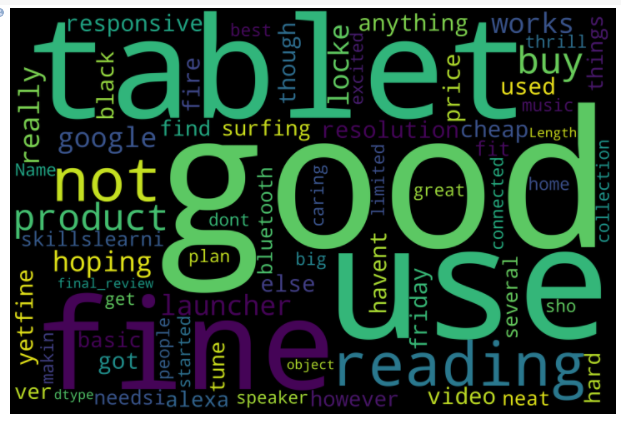 responsive best anything works
tablet
thrill things
though locke excited
black fire price buy
really used music
google find surfing resolution cheap Length
fit
Name not good
caring limited great connected home collection
product dont bluetooth
skillslearni
hoping plan big havent use
final_review else friday several sho
get launcher
yetfine fine
basic reading
makin got people started tune object hard
ver dtype needsi alexa speaker however video neat